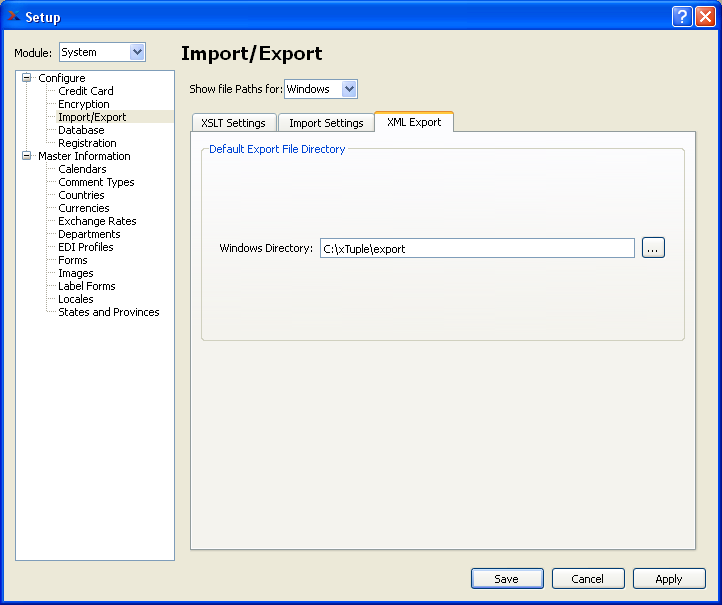 Setup
Module: System
Import/Export
Configure
Credit Card
Encryption
Import/Export
Database
Registration
Master Information
Calendars
Comment Types
Countries
Currencies
Exchange Rates
Departments
EDI Profiles
Forms
Images
Label Forms
Locales
States and Provinces
Show file Paths for: Windows
XSLT Settings Import Settings XML Export
Default Export File Directory
Windows Directory: C:\xTuple\export ...
Save Cancel Apply